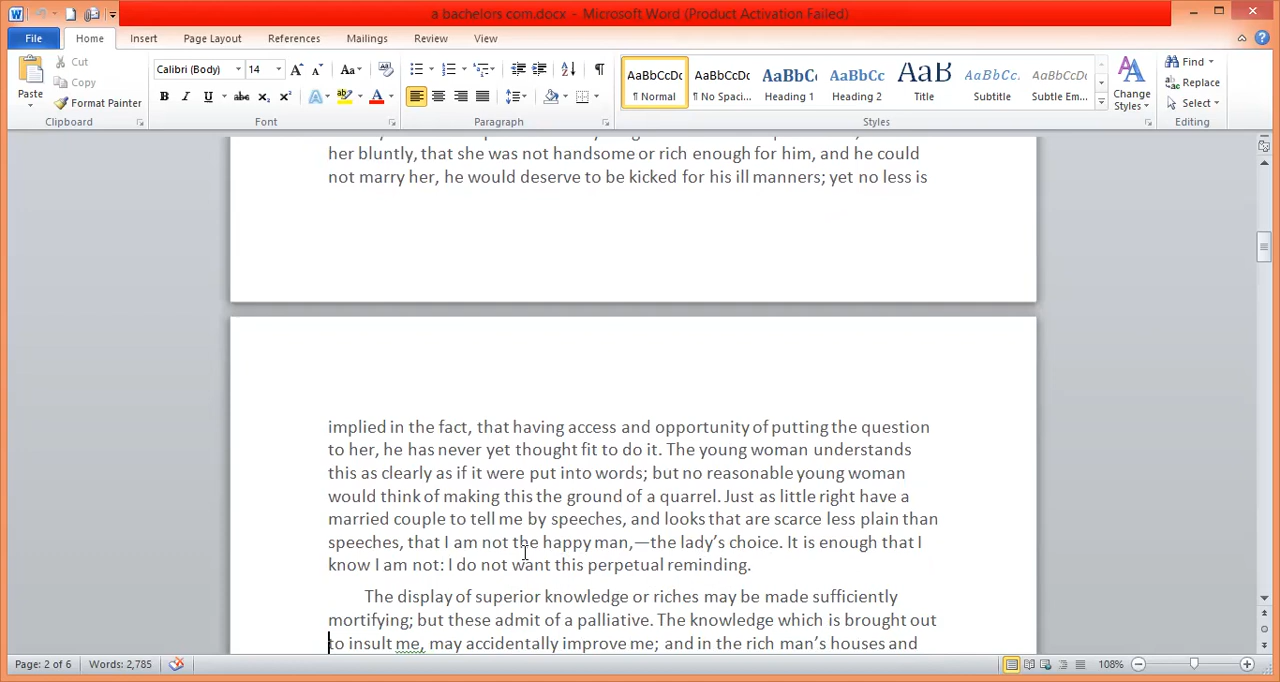 a bachelors com.docx - Microsoft Word (Product Activation Failed)
File Home Insert Page Layout References Mailings Review View
Paste
Cut
Copy
Format Painter
Clipboard
Calibri (Body) 14
Font
Paragraph
AaBbCcDc
¶ Normal
AaBbCcDc
¶ No Spaci...
AaBbCc
Heading 1
AaBbCc
Heading 2
AaB
Title
AaBbCc.
Subtitle
AaBbCcDc
Subtle Em...
Change
Styles
Styles
Find
Replace
Select
Editing
her bluntly, that she was not handsome or rich enough for him, and he could
not marry her, he would deserve to be kicked for his ill manners; yet no less is
implied in the fact, that having access and opportunity of putting the question
to her, he has never yet thought fit to do it. The young woman understands
this as clearly as if it were put into words; but no reasonable young woman
would think of making this the ground of a quarrel. Just as little right have a
married couple to tell me by speeches, and looks that are scarce less plain than
speeches, that I am not the happy man,—the lady’s choice. It is enough that I
know I am not: I do not want this perpetual reminding.
The display of superior knowledge or riches may be made sufficiently
mortifying; but these admit of a palliative. The knowledge which is brought out
to insult me, may accidentally improve me; and in the rich man’s houses and
Page: 2 of 6 Words: 2,785 108%